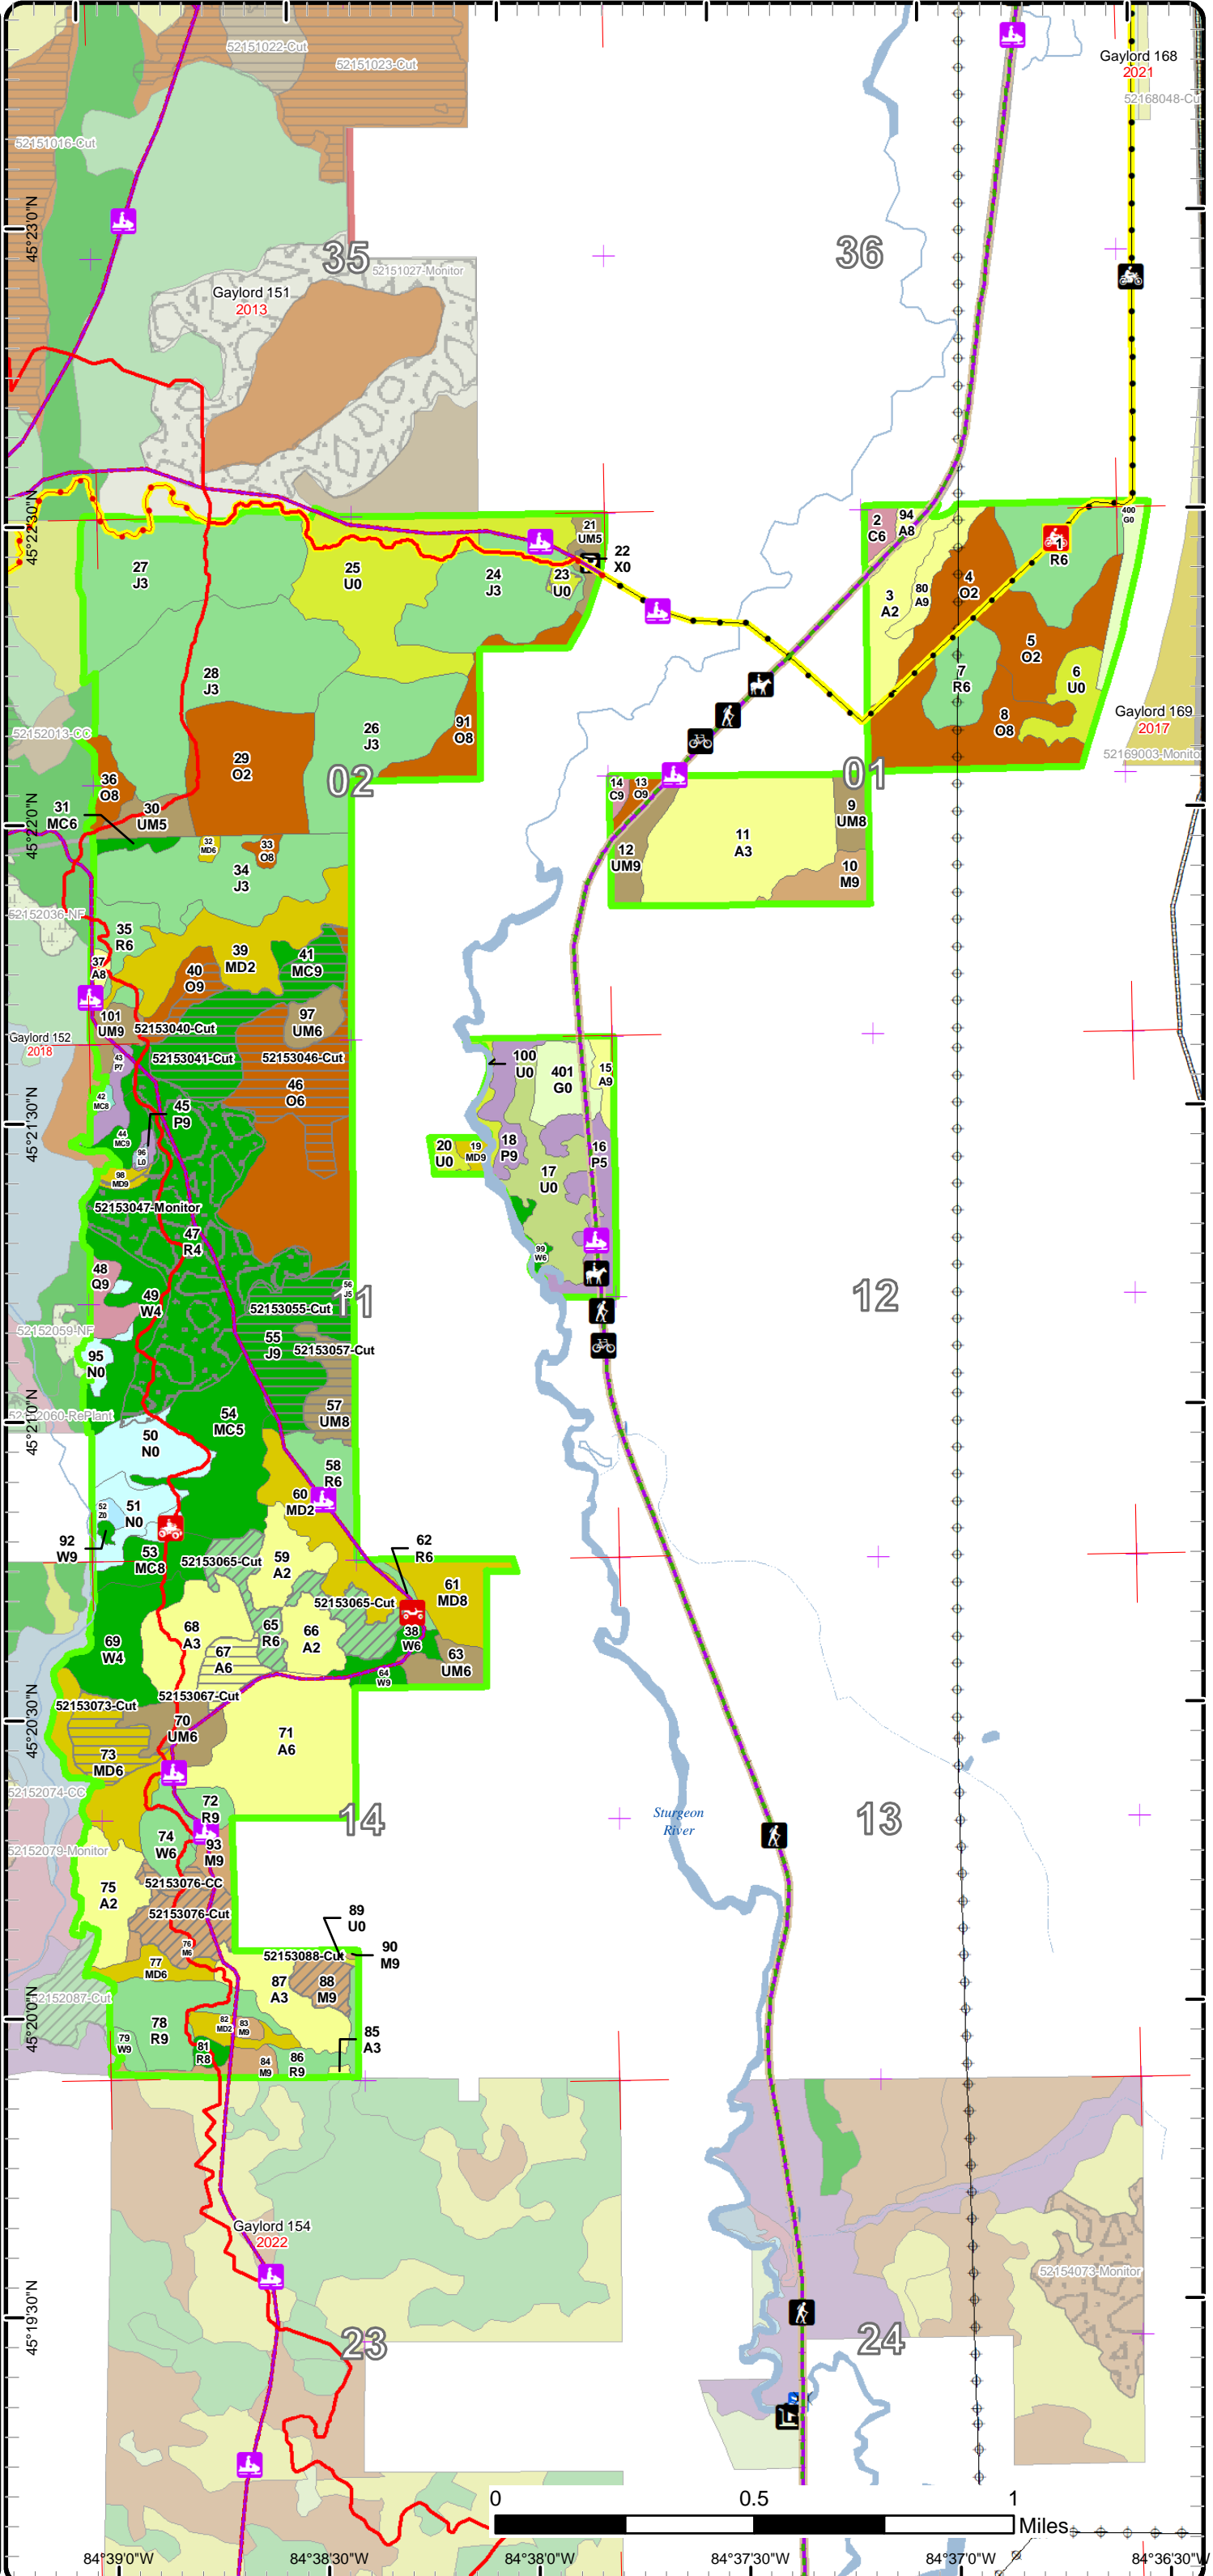 52151022-Cut
52151023-Cut
Gaylord 168
2021
52168048-Cu
52151016-Cut
45°23'0"N
35
36
52151027-Monitor
Gaylord 151
2013
45°22'30"N
21
UM5
22
X0
2
C6
94
A8
400
G0
1
R6
27
J3
25
U0
24
J3
23
U0
3
A2
80
A9
4
O2
5
O2
28
J3
7
R6
6
U0
8
O8
Gaylord 169
2017
52169003-Monitor
52152013-CC
26
J3
91
O8
29
O2
02
01
36
O8
14
C9
13
O9
31
MC6
30
UM5
9
UM8
45°22'0"N
32
MD6
33
O8
11
A3
12
UM9
10
M9
34
J3
52152036-NF
35
R6
39
MD2
41
MC9
37
A8
40
O9
101
UM9
52153040-Cut
97
UM6
Gaylord 152
2018
43
P7
52153041-Cut
52153046-Cut
46
O6
100
U0
401
G0
15
A9
42
MC8
45
P9
45°21'30"N
44
MC9
96
L0
98
MD9
20
U0
19
MD9
18
P9
16
P5
17
U0
52153047-Monitor
47
R4
99
W6
48
Q9
49
W4
56
J5
11
12
52153055-Cut
52152059-NF
55
J9
52153057-Cut
95
N0
52152060-RePlant
45°21'0"N
54
MC5
57
UM8
50
N0
58
R6
60
MD2
52
Z0
51
N0
92
W9
53
MC8
62
R6
52153065-Cut
59
A2
61
MD8
52153065-Cut
68
A3
65
R6
66
A2
38
W6
69
W4
67
A6
63
UM6
64
W9
52153073-Cut
52153067-Cut
45°20'30"N
70
UM6
71
A6
73
MD6
52152074-CC
72
R9
14
13
Sturgeon
River
74
W6
93
M9
52152079-Monitor
52153076-CC
75
A2
52153076-Cut
89
U0
76
M6
52153088-Cut
90
M9
77
MD6
87
A3
88
M9
52152087-Cut
45°20'0"N
78
R9
79
W9
82
MD2
83
M9
85
A3
81
R8
84
M9
86
R9
Gaylord 154
2022
52154073-Monitor
45°19'30"N
23
24
0 0.5 1
Miles
84°39'0"W 84°38'30"W 84°38'0"W 84°37'30"W 84°37'0"W 84°36'30"W